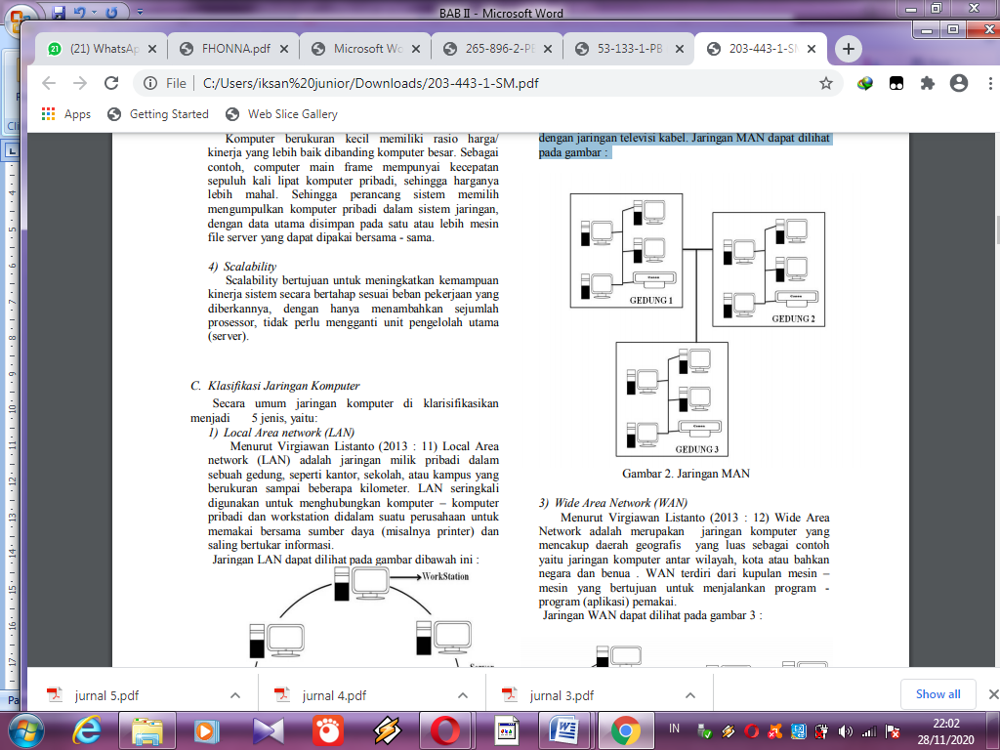 BAB II - Microsoft Word
(21) WhatsAp
FHONNA.pdf
Microsoft Wo
265-896-2-PB
53-133-1-PB
203-443-1-SM
File
C:/Users/iksan%20junior/Downloads/203-443-1-SM.pdf
Apps
Getting Started
Web Slice Gallery
Komputer berukuran kecil memiliki rasio harga/
kinerja yang lebih baik dibanding komputer besar. Sebagai
contoh, computer main frame mempunyai kecepatan
sepuluh kali lipat komputer pribadi, sehingga harganya
lebih mahal. Sehingga perancang sistem memilih
mengumpulkan komputer pribadi dalam sistem jaringan,
dengan data utama disimpan pada satu atau lebih mesin
file server yang dapat dipakai bersama - sama.
4) Scalability
Scalability bertujuan untuk meningkatkan kemampuan
kinerja sistem secara bertahap sesuai beban pekerjaan yang
diberkannya, dengan hanya menambahkan sejumlah
prosessor, tidak perlu mengganti unit pengelolah utama
(server).
C. Klasifikasi Jaringan Komputer
Secara umum jaringan komputer di klarisifikasikan
menjadi 5 jenis, yaitu:
1) Local Area network (LAN)
Menurut Virgiawan Listanto (2013 : 11) Local Area
network (LAN) adalah jaringan milik pribadi dalam
sebuah gedung, seperti kantor, sekolah, atau kampus yang
berukuran sampai beberapa kilometer. LAN seringkali
digunakan untuk menghubungkan komputer – komputer
pribadi dan workstation didalam suatu perusahaan untuk
memakai bersama sumber daya (misalnya printer) dan
saling bertukar informasi.
Jaringan LAN dapat dilihat pada gambar dibawah ini :
WorkStation
Server
dengan jaringan televisi kabel. Jaringan MAN dapat dilihat
pada gambar :
GEDUNG 1
GEDUNG 2
GEDUNG 3
Gambar 2. Jaringan MAN
3) Wide Area Network (WAN)
Menurut Virgiawan Listanto (2013 : 12) Wide Area
Network adalah merupakan jaringan komputer yang
mencakup daerah geografis yang luas sebagai contoh
yaitu jaringan komputer antar wilayah, kota atau bahkan
negara dan benua . WAN terdiri dari kupulan mesin –
mesin yang bertujuan untuk menjalankan program -
program (aplikasi) pemakai.
Jaringan WAN dapat dilihat pada gambar 3 :
jurnal 5.pdf
jurnal 4.pdf
jurnal 3.pdf
Show all
IN
22:02
28/11/2020